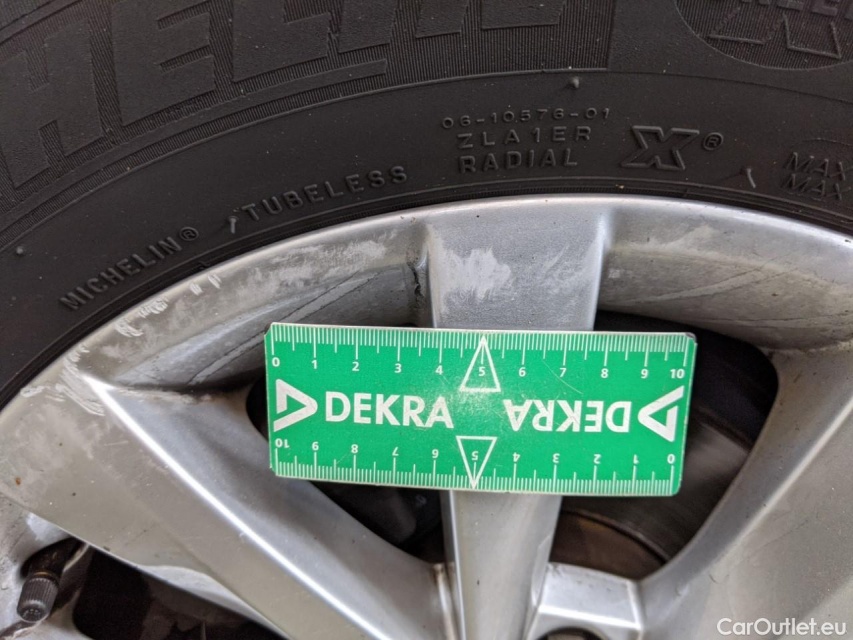 HELIN
X
06-10576-01
ZLA1ER
RADIAL X®
MICHELIN® TUBELESS
MAX
MAX
0 1 2 3 4 5 6 7 8 9 10
DEKRA DEKRA
10 9 8 7 6 5 4 3 2 1 0
CarOutlet.eu